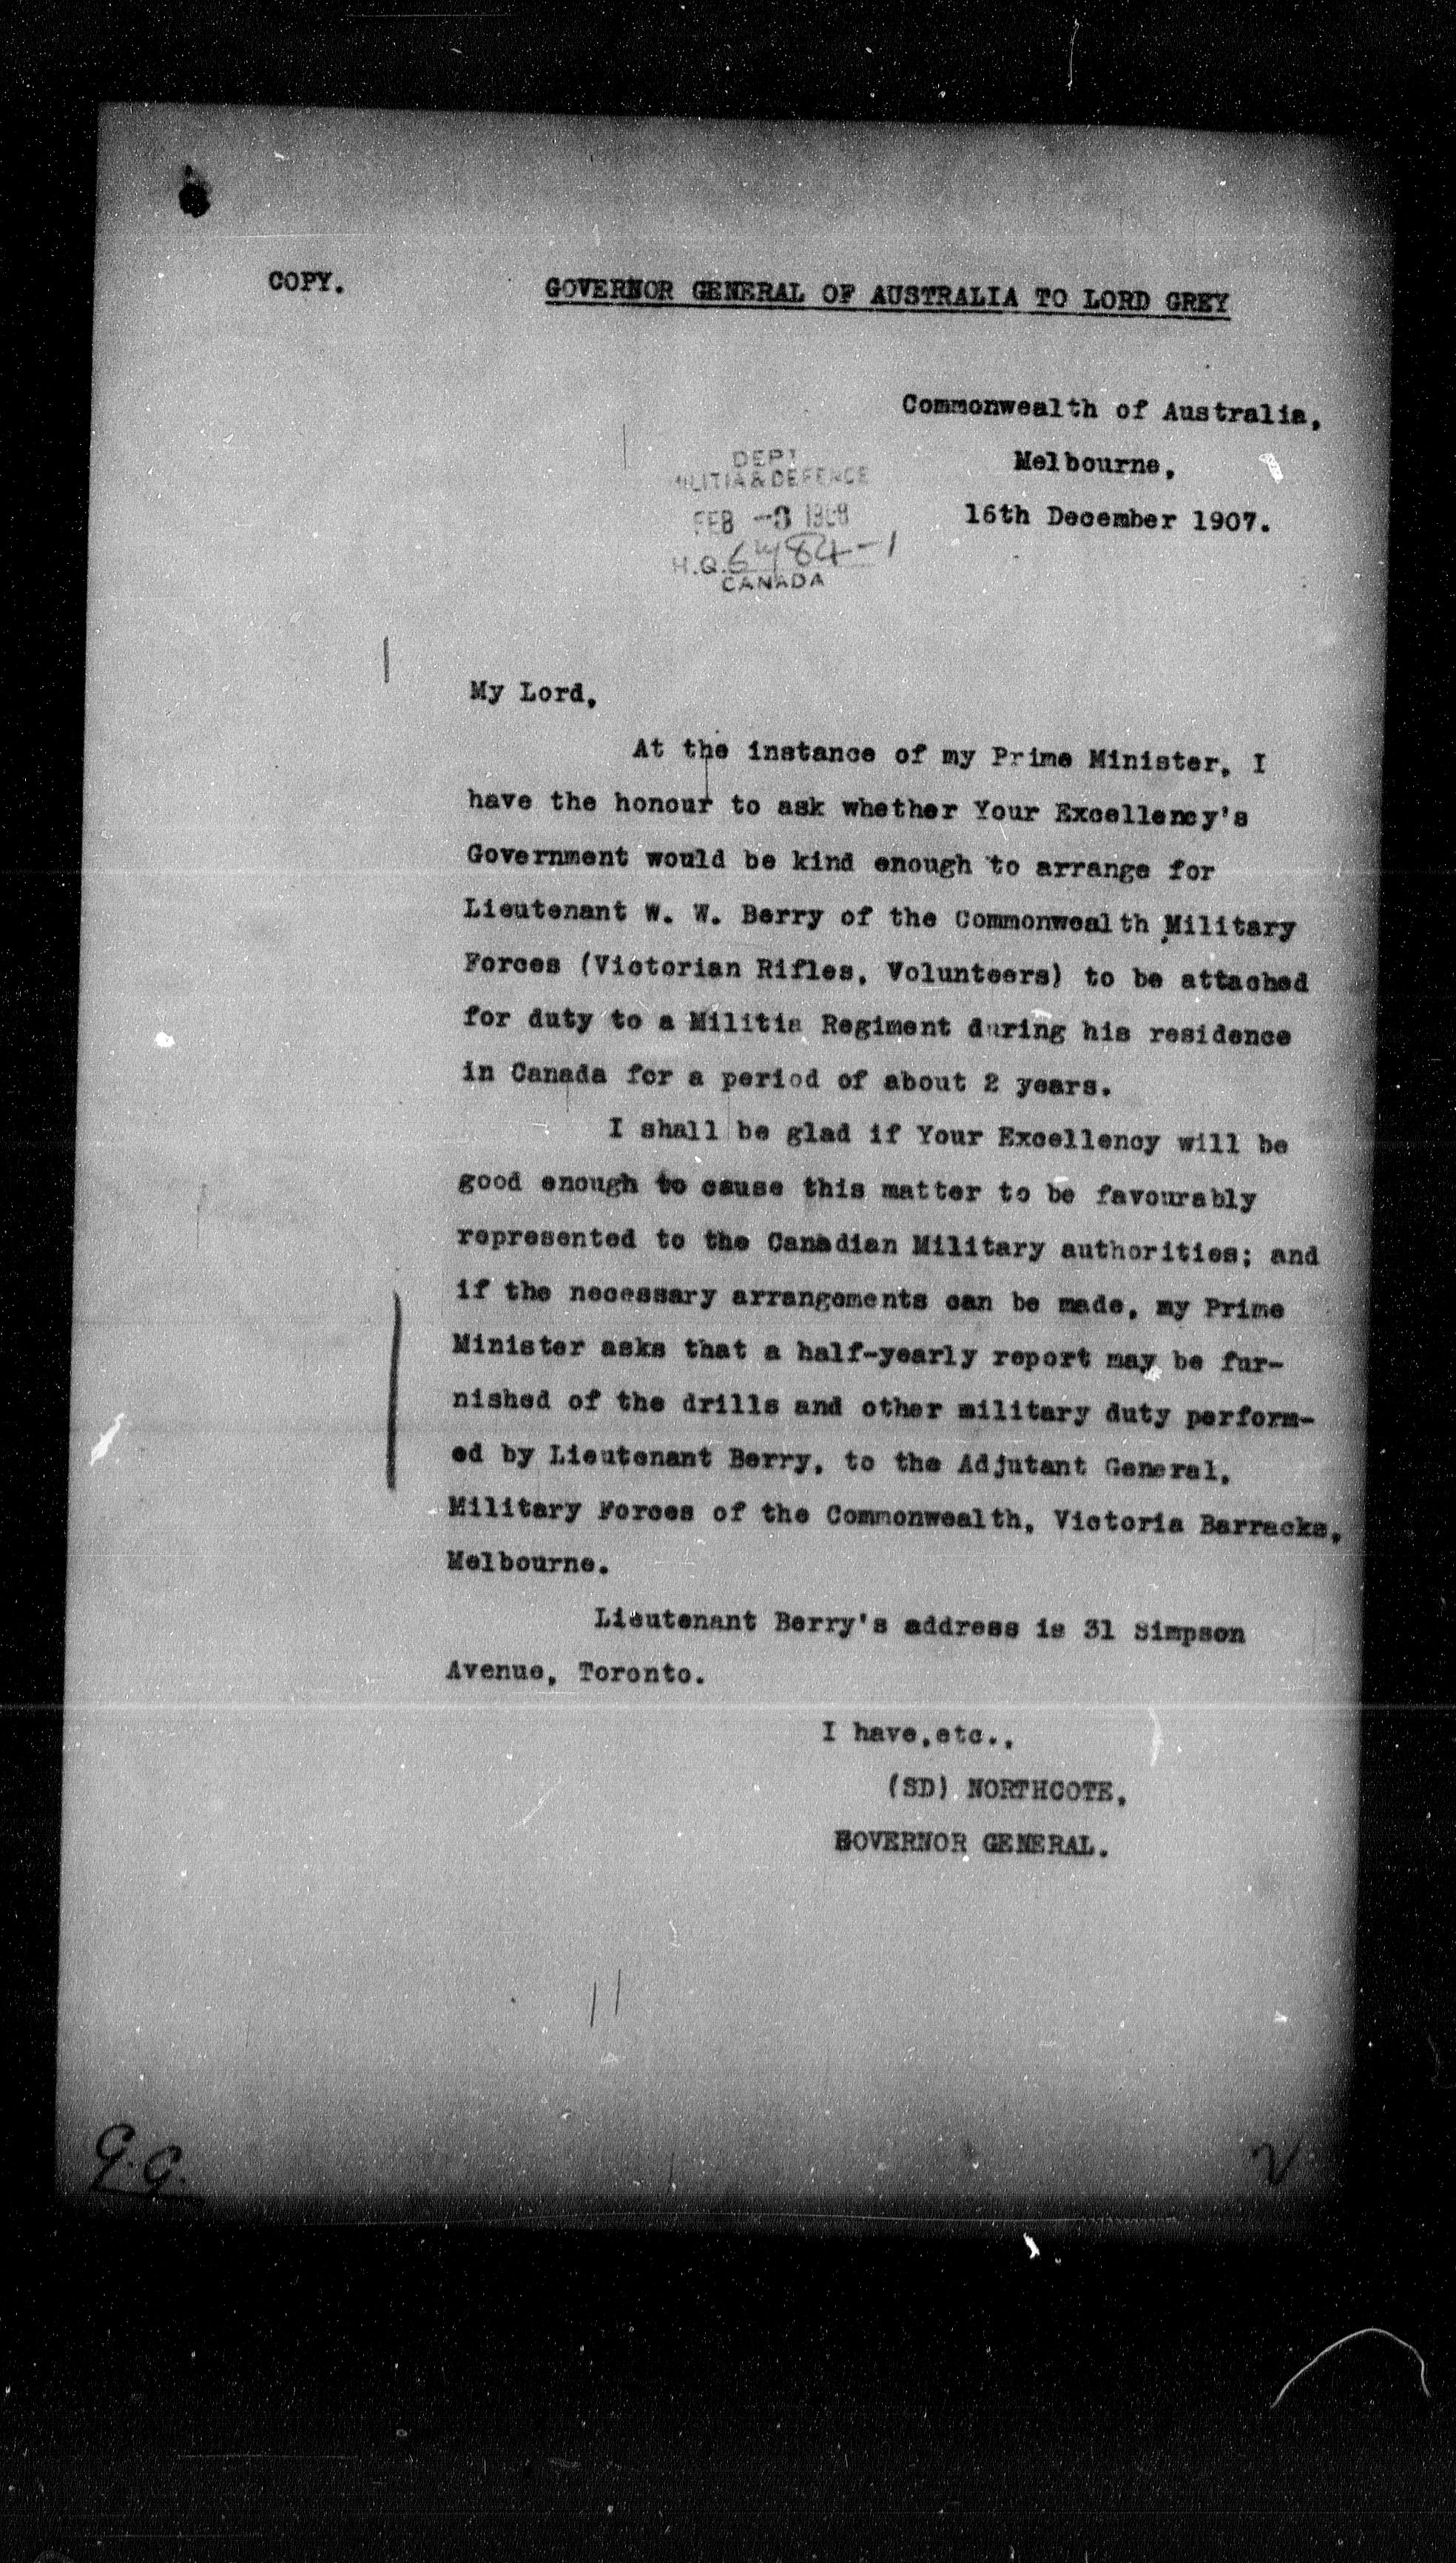 COPY.
GOVERNOR GENERAL OF AUSTRALIA TO LORD GREY
Commonwealth of Australia,
Melbourne,
16th December 1907.
DEPT
MILITIA & DEFENCE
FEB -3 1908
H.Q. 6484-1
CANADA
My Lord,
At the instance of my Prime Minister, I
have the honour to ask whether Your Excellency's
Government would be kind enough to arrange for
Lieutenant W. W. Berry of the Commonwealth Military
Forces (Victorian Rifles, Volunteers) to be attached
for duty to a Militia Regiment during his residence
in Canada for a period of about 2 years.
I shall be glad if Your Excellency will be
good enough to cause this matter to be favourably
represented to the Canadian Military authorities; and
if the necessary arrangements can be made, my Prime
Minister asks that a half-yearly report may be fur-
nished of the drills and other military duty perform-
ed by Lieutenant Berry, to the Adjutant General,
Military Forces of the Commonwealth, Victoria Barracks,
Melbourne.
Lieutenant Berry's address is 31 Simpson
Avenue, Toronto.
I have,etc.,
(SD) NORTHCOTE,
GOVERNOR GENERAL.
G.G.
2